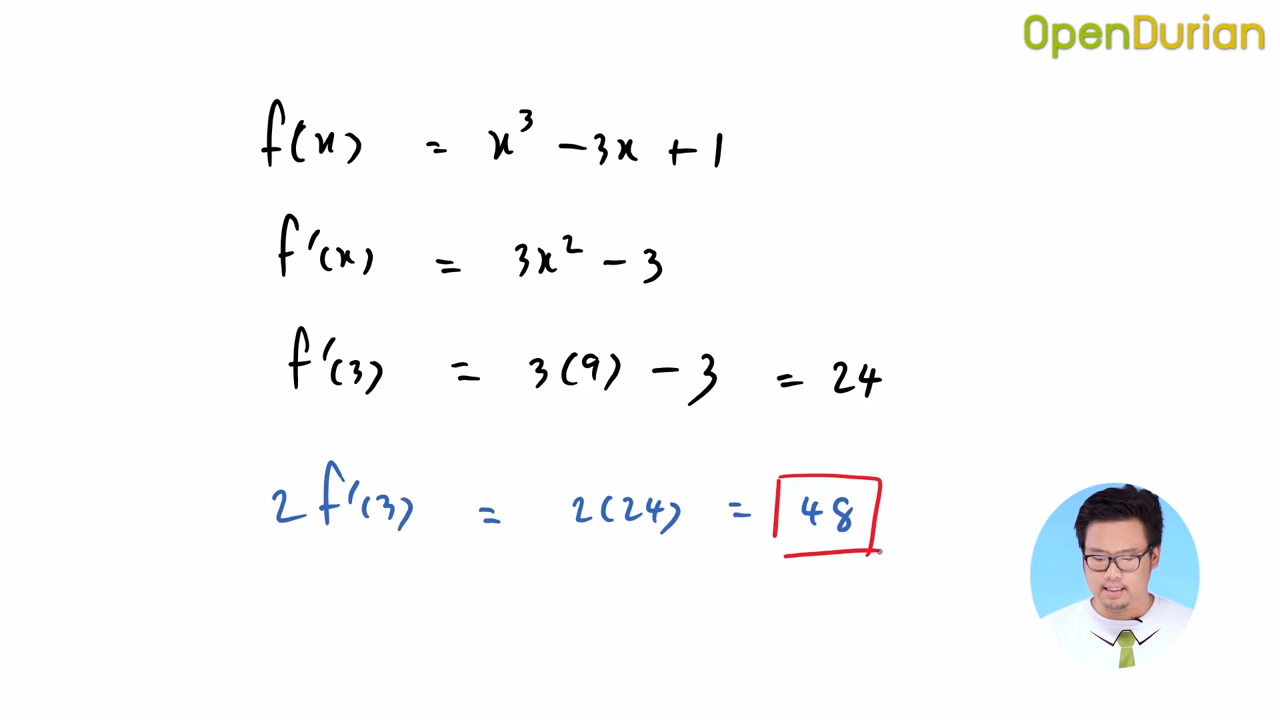 OpenDurian
f(x) = x³ - 3x + 1
f'(x) = 3x² - 3
f'(3) = 3(9) - 3 = 24
2f'(3) = 2(24) = 48